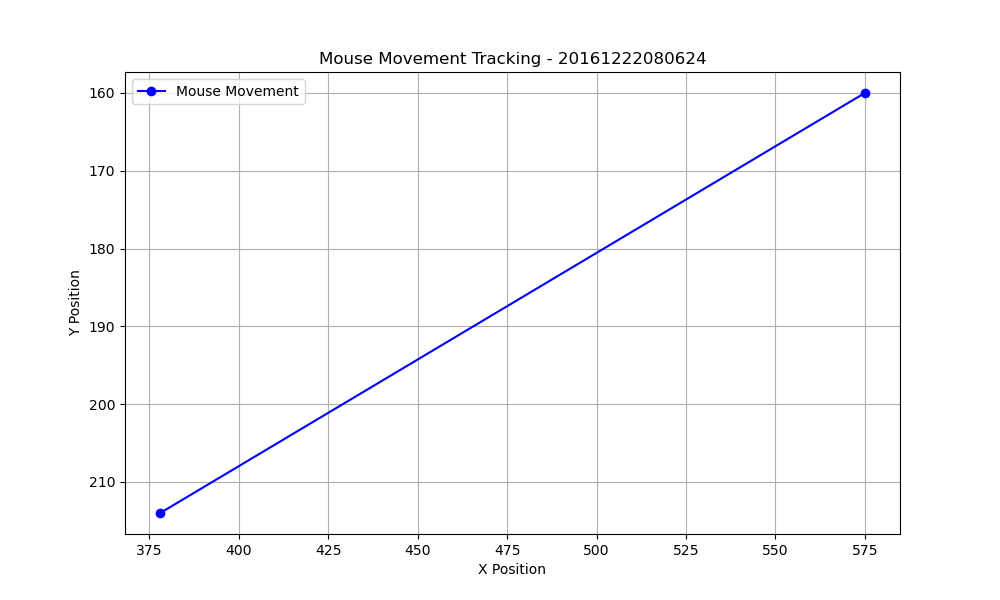 Mouse Movement Tracking - 20161222080624
Mouse Movement
160
170
180
190
200
210
Y Position
375 400 425 450 475 500 525 550 575
X Position